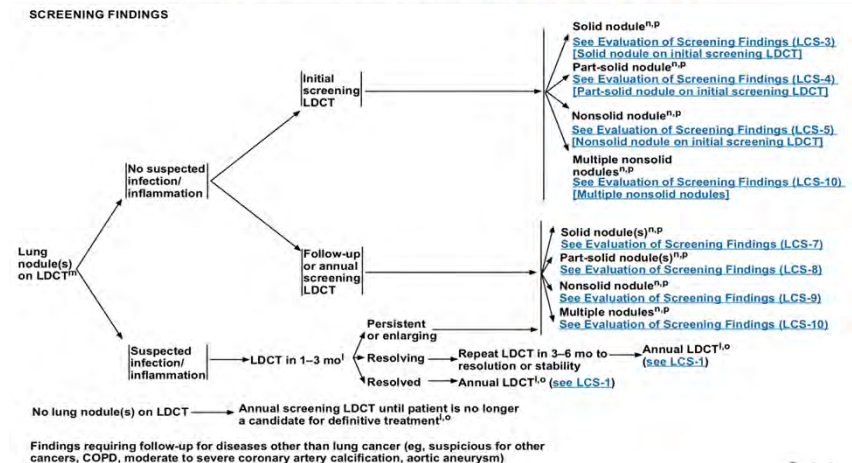 SCREENING FINDINGS
Solid nodule^n,p
See Evaluation of Screening Findings (LCS-3)
[Solid nodule on initial screening LDCT]
Part-solid nodule^n,p
See Evaluation of Screening Findings (LCS-4)
[Part-solid nodule on initial screening LDCT]
Nonsolid nodule^n,p
See Evaluation of Screening Findings (LCS-5)
[Nonsolid nodule on initial screening LDCT]
Multiple nonsolid
nodules^n,p
See Evaluation of Screening Findings (LCS-10)
[Multiple nonsolid nodules]
Initial
screening
LDCT
No suspected
infection/
inflammation
Lung
nodule(s)
on LDCT^m
Follow-up
or annual
screening
LDCT
Solid nodule(s)^n,p
See Evaluation of Screening Findings (LCS-7)
Part-solid nodule(s)^n,p
See Evaluation of Screening Findings (LCS-8)
Nonsolid nodule^n,p
See Evaluation of Screening Findings (LCS-9)
Multiple nodules^n,p
See Evaluation of Screening Findings (LCS-10)
Suspected
infection/
inflammation
LDCT in 1–3 mo^l
Persistent
or enlarging
Resolving
Repeat LDCT in 3–6 mo to
resolution or stability
Annual LDCT^i,o
(see LCS-1)
Resolved
Annual LDCT^i,o (see LCS-1)
No lung nodule(s) on LDCT
Annual screening LDCT until patient is no longer
a candidate for definitive treatment^i,o
Findings requiring follow-up for diseases other than lung cancer (eg, suspicious for other
cancers, COPD, moderate to severe coronary artery calcification, aortic aneurysm)